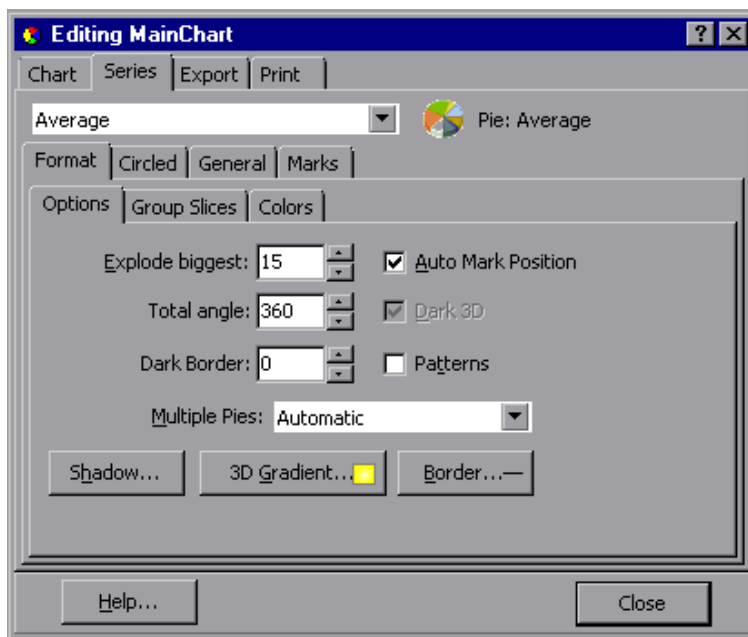 Editing MainChart ? X
Chart Series Export Print
Average Pie: Average
Format Circled General Marks
Options Group Slices Colors
Explode biggest: 15 Auto Mark Position
Total angle: 360 Dark 3D
Dark Border: 0 Patterns
Multiple Pies: Automatic
Shadow... 3D Gradient... Border...
Help... Close